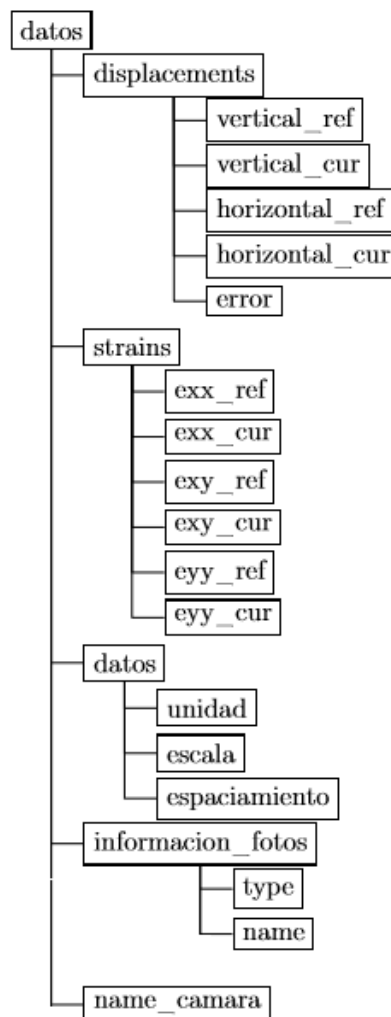 datos
displacements
vertical_ref
vertical_cur
horizontal_ref
horizontal_cur
error
strains
exx_ref
exx_cur
exy_ref
exy_cur
eyy_ref
eyy_cur
datos
unidad
escala
espaciamiento
informacion_fotos
type
name
name_camara